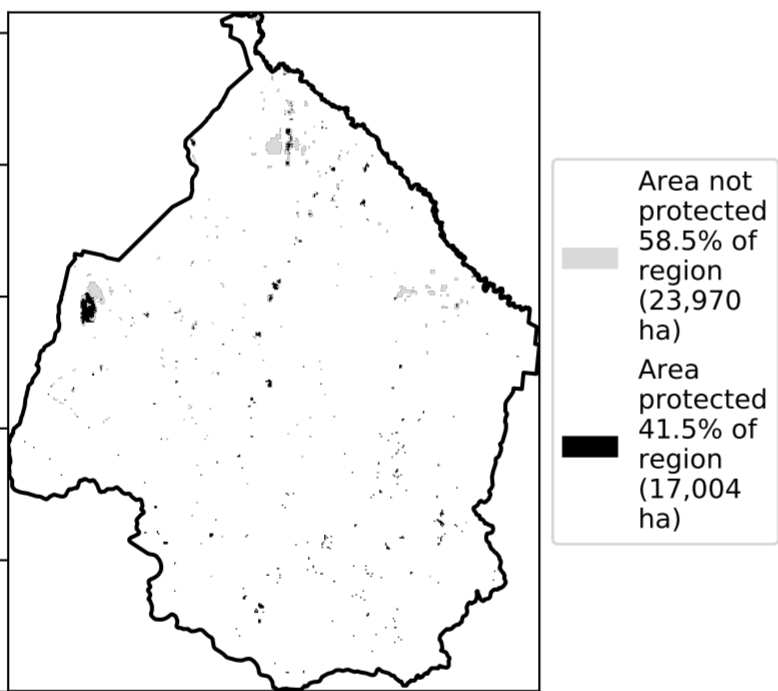 Area not
protected
58.5% of
region
(23,970
ha)
Area
protected
41.5% of
region
(17,004
ha)